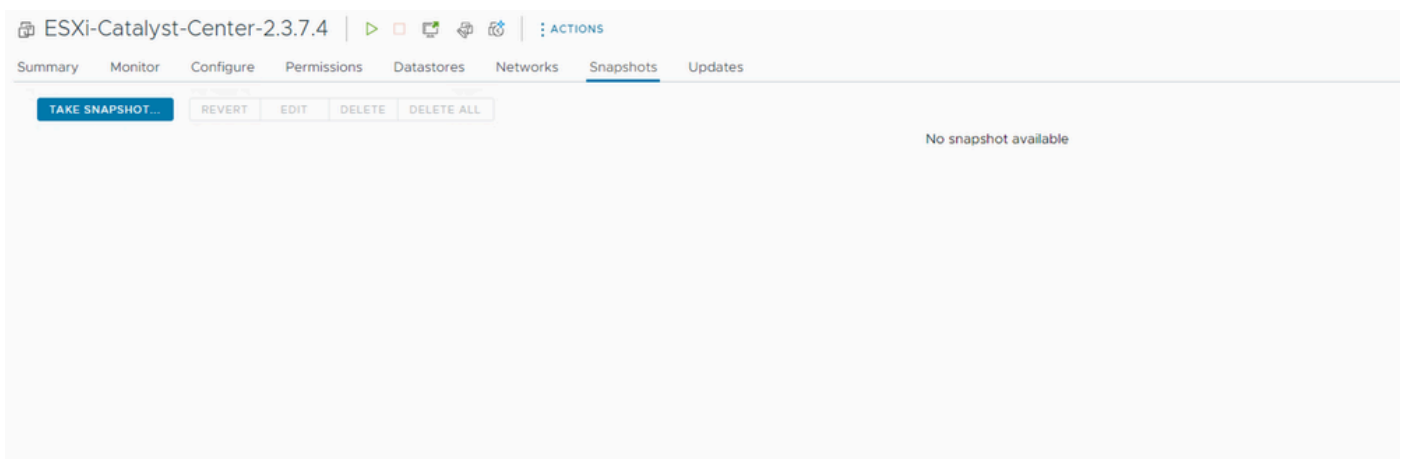 ESXi-Catalyst-Center-2.3.7.4 ACTIONS
Summary Monitor Configure Permissions Datastores Networks Snapshots Updates
TAKE SNAPSHOT... REVERT EDIT DELETE DELETE ALL
No snapshot available